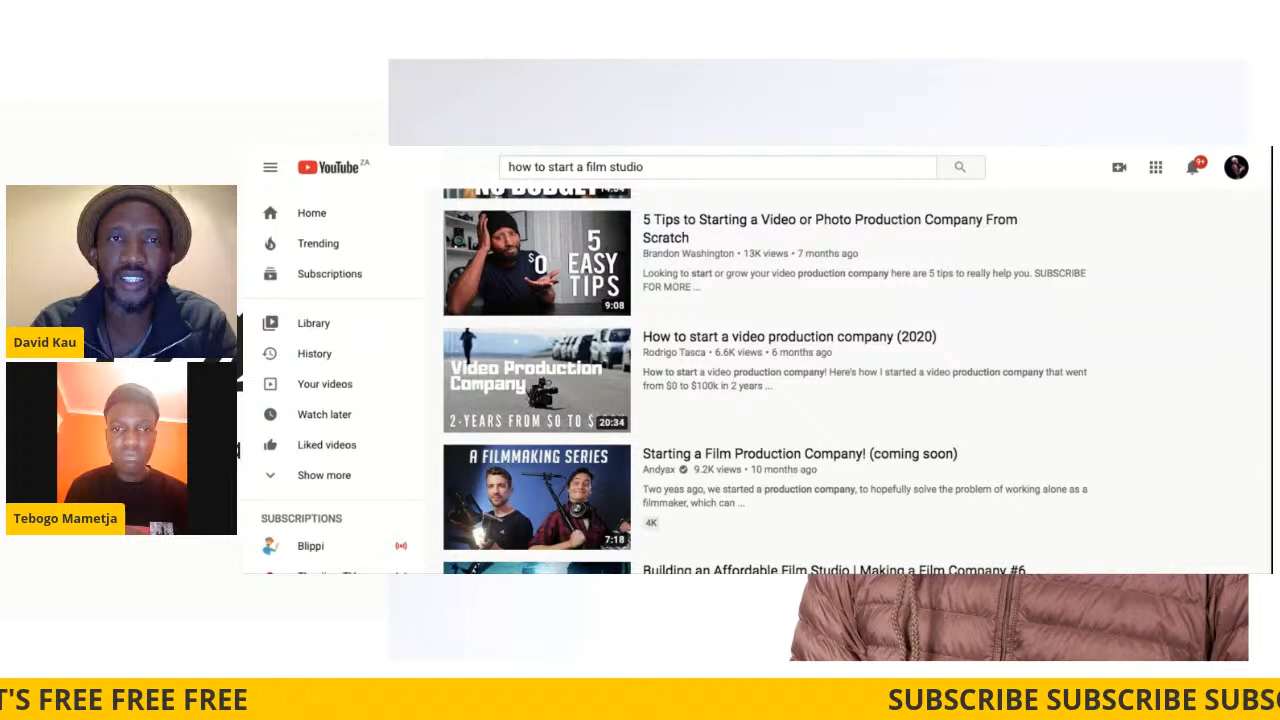 YouTube ZA
how to start a film studio
9+
Home
Trending
Subscriptions
Library
History
Your videos
Watch later
Liked videos
Show more
SUBSCRIPTIONS
Blippi
David Kau
Tebogo Mametja
5 Tips to Starting a Video or Photo Production Company From
Scratch
Brandon Washington • 13K views • 7 months ago
Looking to start or grow your video production company here are 5 tips to really help you. SUBSCRIBE
FOR MORE ...
$0
5
EASY
TIPS
9:08
How to start a video production company (2020)
Rodrigo Tasca • 6.6K views • 6 months ago
How to start a video production company! Here's how I started a video production company that went
from $0 to $100k in 2 years ...
Video Production
Company
2-YEARS FROM $0 TO
20:34
Starting a Film Production Company! (coming soon)
Andyax 9.2K views • 10 months ago
Two yeas ago, we started a production company, to hopefully solve the problem of working alone as a
filmmaker, which can ...
4K
A FILMMAKING SERIES
7:18
Building an Affordable Film Studio | Making a Film Company #6
T'S FREE FREE FREE
SUBSCRIBE SUBSCRIBE SUBS